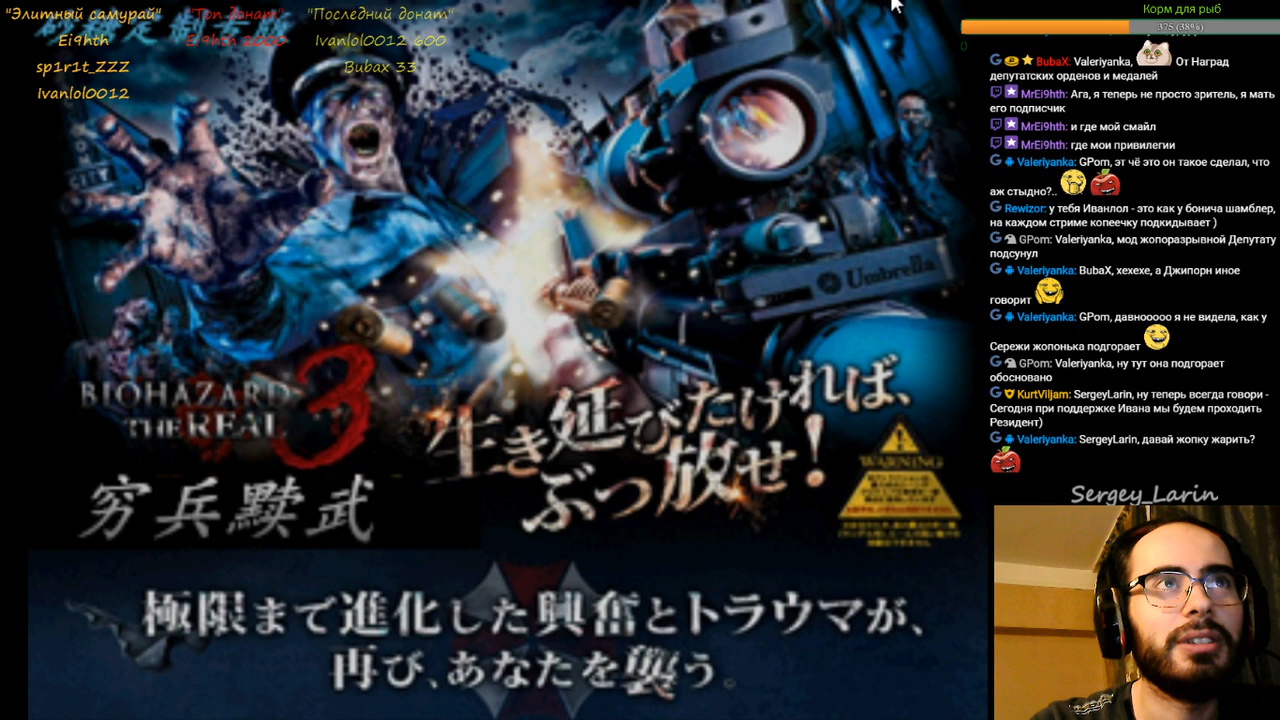 "Элитный самурай"
Ei9hth
sp1r1t_ZZZ
Ivanlol0012
"Топ донат"
Ei9hth 2000
"Последний донат"
Ivanlol0012 600
Bubax 33
Umbrella
BIOHAZARD
THE REAL 3
生き延びたければ、
ぶっ放せ!
WARNING
穷兵黩武
極限まで進化した興奮とトラウマが、
再び、あなたを襲う。
Корм для рыб
375 (38%)
0
BubaX: Valeriyanka, От Наград
депутатских орденов и медалей
MrEi9hth: Ага, я теперь не просто зритель, я мать
его подписчик
MrEi9hth: и где мой смайл
MrEi9hth: где мои привилегии
Valeriyanka: GPom, эт чё это он такое сделал, что
аж стыдно?..
Rewizor: у тебя Иванлол - это как у бонича шамблер,
на каждом стриме копеечку подкидывает )
GPom: Valeriyanka, мод жопоразрывной Депутату
подсунул
Valeriyanka: BubaX, хехехе, а Джипорн иное
говорит
Valeriyanka: GPom, давнооооо я не видела, как у
Сережи жопонька подгорает
GPom: Valeriyanka, ну тут она подгорает
обосновано
KurtViljam: SergeyLarin, ну теперь всегда говори -
Сегодня при поддержке Ивана мы будем проходить
Резидент)
Valeriyanka: SergeyLarin, давай жопку жарить?
Sergey_Larin